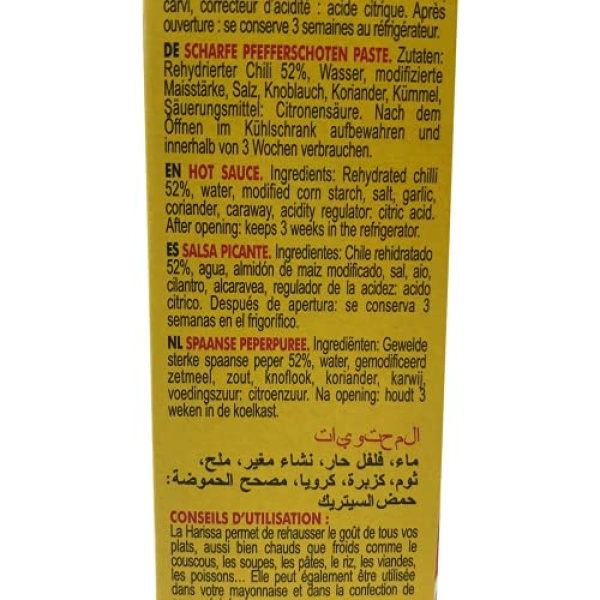 carvi, correcteur d'acidité : acide citrique. Après
ouverture : se conserve 3 semaines au réfrigérateur.
DE SCHARFE PFEFFERSCHOTEN PASTE. Zutaten:
Rehydrierter Chili 52%, Wasser, modifizierte
Maisstärke, Salz, Knoblauch, Koriander, Kümmel,
Säuerungsmittel: Citronensäure. Nach dem
Öffnen im Kühlschrank aufbewahren und
innerhalb von 3 Wochen verbrauchen.
EN HOT SAUCE. Ingredients: Rehydrated chilli
52%, water, modified corn starch, salt, garlic,
coriander, caraway, acidity regulator: citric acid.
After opening: keeps 3 weeks in the refrigerator.
ES SALSA PICANTE. Ingredientes: Chile rehidratado
52%, agua, almidón de maiz modificado, sal, aio,
cilantro, alcaravea, regulador de la acidez: acido
citrico. Después de apertura: se conserva 3
semanas en el frigorífico.
NL SPAANSE PEPERPUREE. Ingrediënten: Gewelde
sterke spaanse peper 52%, water, gemodificeerd
zetmeel, zout, knoflook, koriander, karwij,
voedingszuur: citroenzuur. Na opening: houdt 3
weken in de koelkast.
المحتويات
ماء، فلفل حار، نشاء مغير، ملح،
ثوم، كزبرة، كرويا، مصحح الحموضة:
حمض السيتريك
CONSEILS D'UTILISATION :
La Harissa permet de rehausser le goût de tous vos
plats, aussi bien chauds que froids comme le
couscous, les soupes, les pâtes, le riz, les viandes,
les poissons... Elle peut également être utilisée
dans votre mayonnaise et dans la confection de